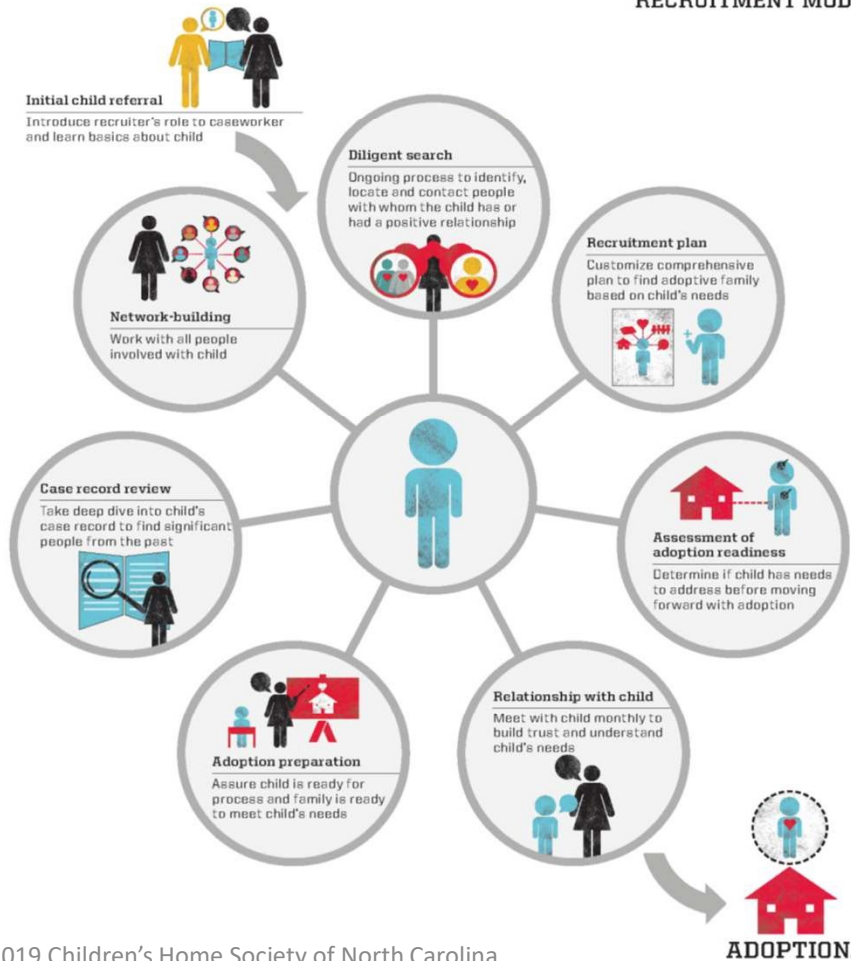 RECRUITMENT
Initial child referral
Introduce recruiter's role to caseworker
and learn basics about child
Diligent search
Ongoing process to identify,
locate and contact people
with whom the child has or
had a positive relationship
Recruitment plan
Customize comprehensive
plan to find adoptive family
based on child's needs
Network-building
Work with all people
involved with child
Case record review
Take deep dive into child's
case record to find significant
people from the past
Assessment of
adoption readiness
Determine if child has needs
to address before moving
forward with adoption
Adoption preparation
Assure child is ready for
process and family is ready
to meet child's needs
Relationship with child
Meet with child monthly to
build trust and understand
child's needs
ADOPTION
019 Children's Home Society of North Carolina